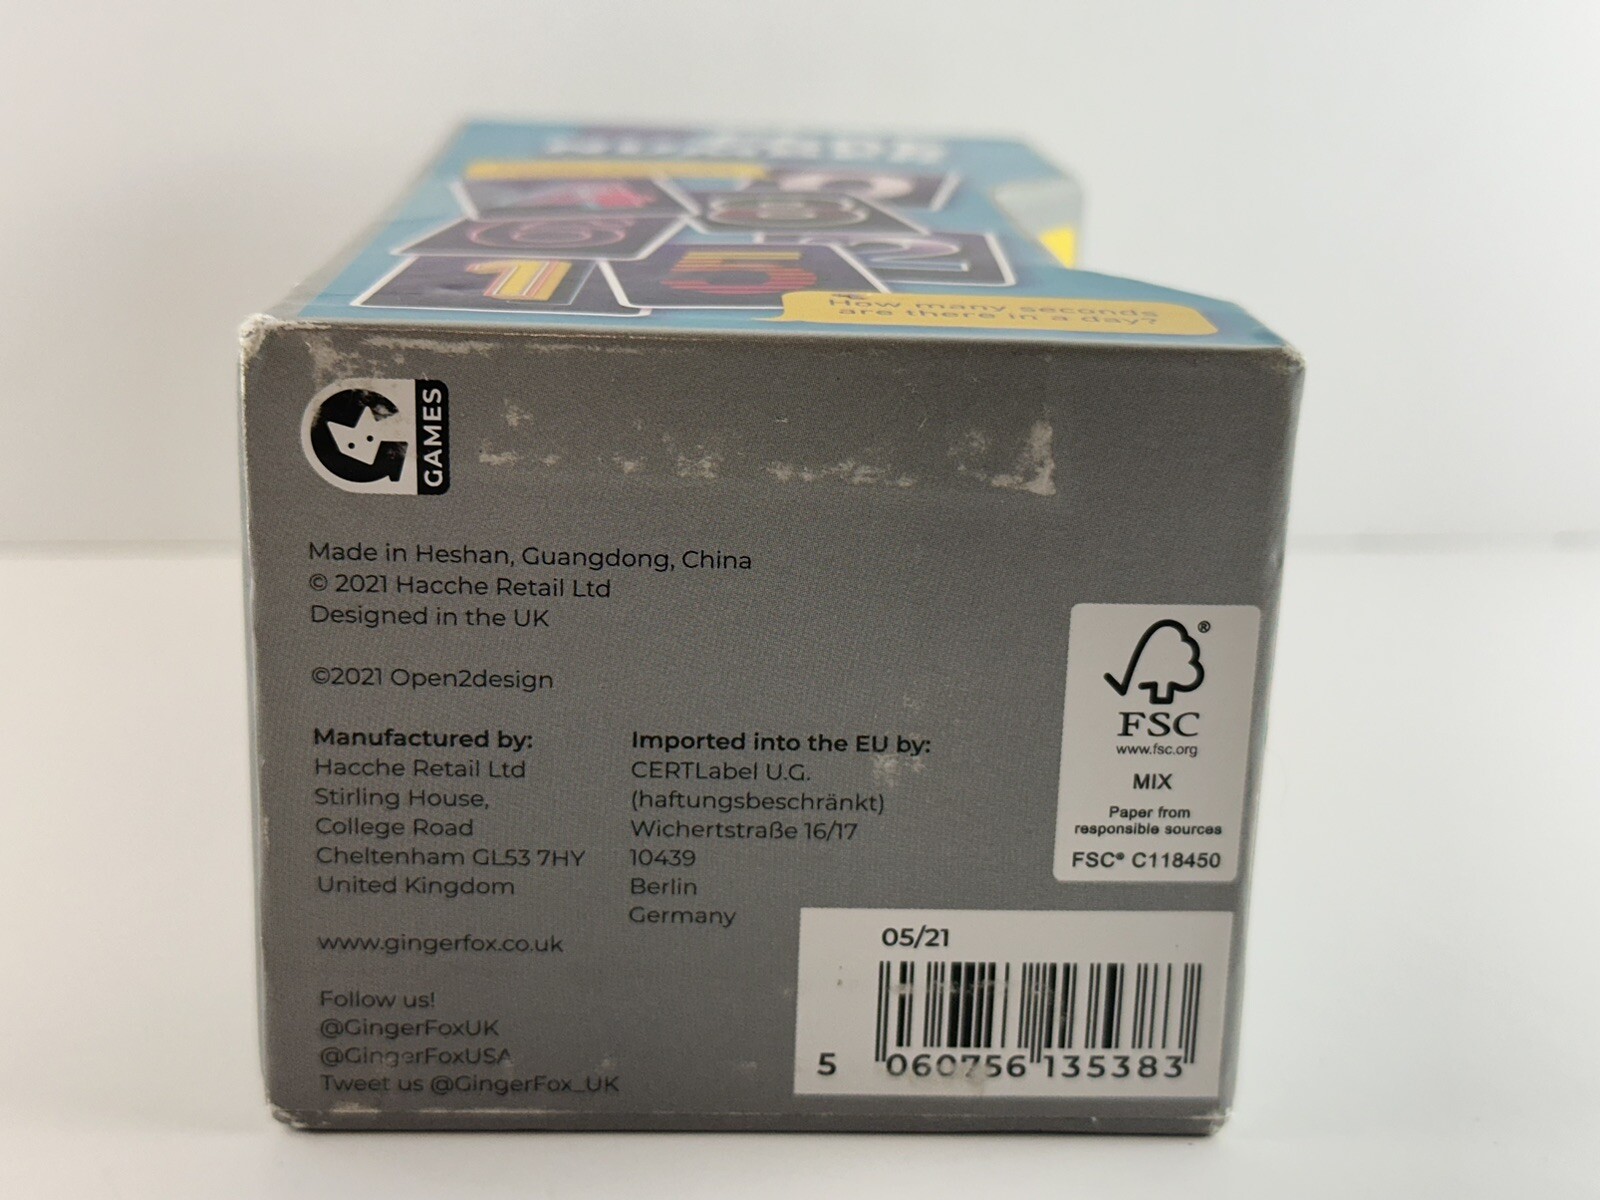 1 5 2
How many seconds
are there in a day?
GAMES
Made in Heshan, Guangdong, China
© 2021 Hacche Retail Ltd
Designed in the UK
©2021 Open2design
Manufactured by:
Hacche Retail Ltd
Stirling House,
College Road
Cheltenham GL53 7HY
United Kingdom
www.gingerfox.co.uk
Follow us!
@GingerFoxUK
@GingerFoxUSA
Tweet us @GingerFox_UK
Imported into the EU by:
CERTLabel U.G.
(haftungsbeschränkt)
Wichertstraße 16/17
10439
Berlin
Germany
®
FSC
www.fsc.org
MIX
Paper from
responsible sources
FSC® C118450
05/21
5 060756 135383